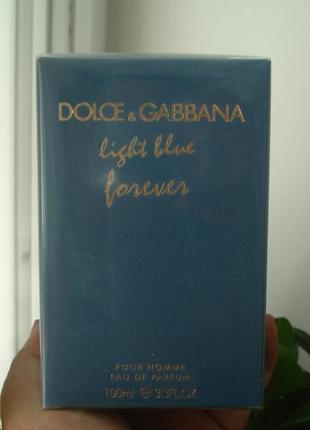 DOLCE & GABBANA
light blue
forever
POUR HOMME
EAU DE PARFUM
100ml ℮ 3.3FL.OZ.